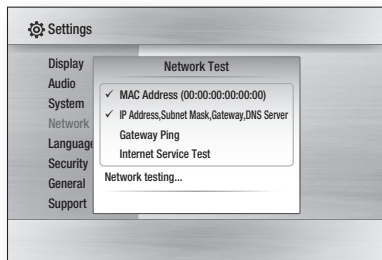 Settings
Display
Audio
System
Network
Language
Security
General
Support
Network Test
✓ MAC Address (00:00:00:00:00:00)
✓ IP Address,Subnet Mask,Gateway,DNS Server
Gateway Ping
Internet Service Test
Network testing...